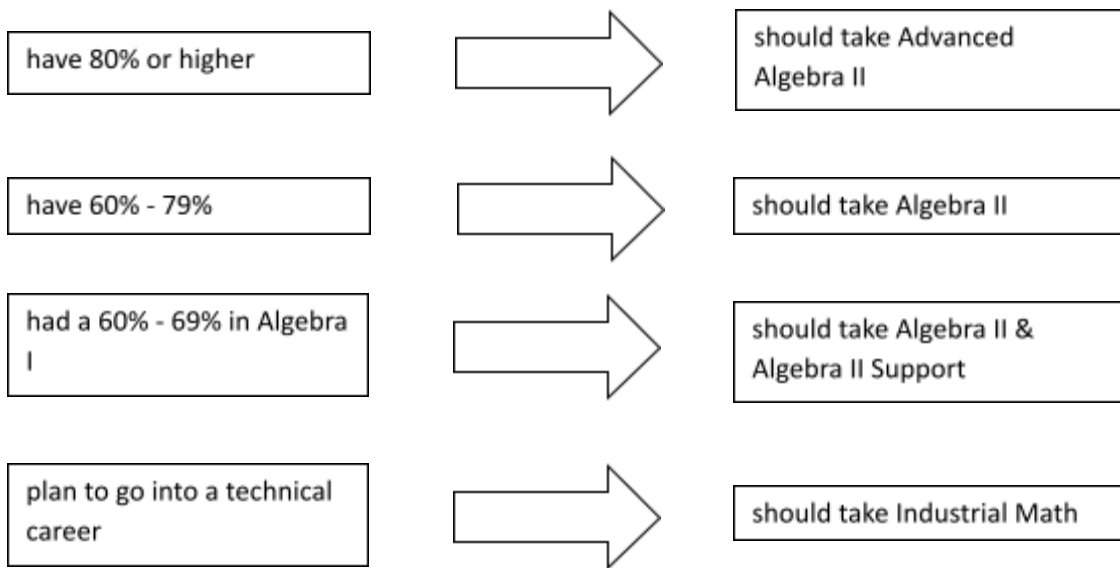 have 80% or higher
should take Advanced
Algebra II
have 60% - 79%
should take Algebra II
had a 60% - 69% in Algebra
I
should take Algebra II &
Algebra II Support
plan to go into a technical
career
should take Industrial Math